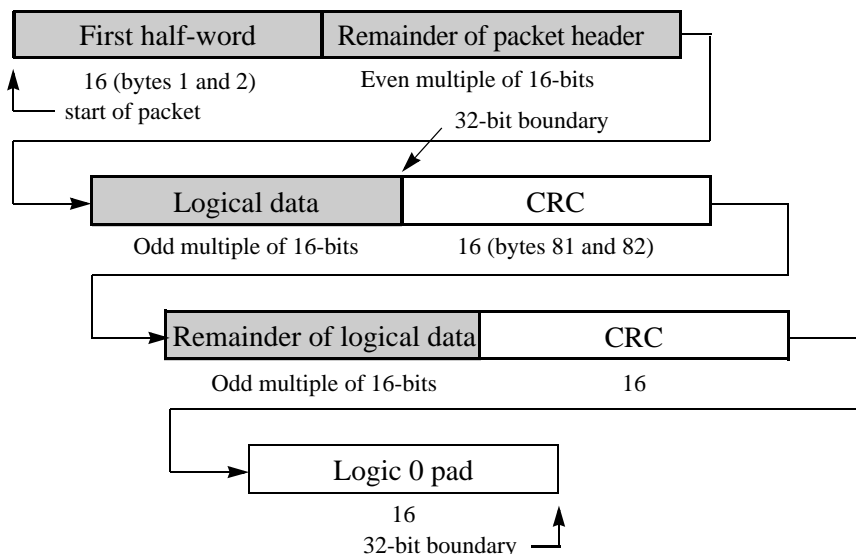 First half-word Remainder of packet header
16 (bytes 1 and 2) Even multiple of 16-bits
start of packet
32-bit boundary
Logical data CRC
Odd multiple of 16-bits 16 (bytes 81 and 82)
Remainder of logical data CRC
Odd multiple of 16-bits 16
Logic 0 pad
16
32-bit boundary